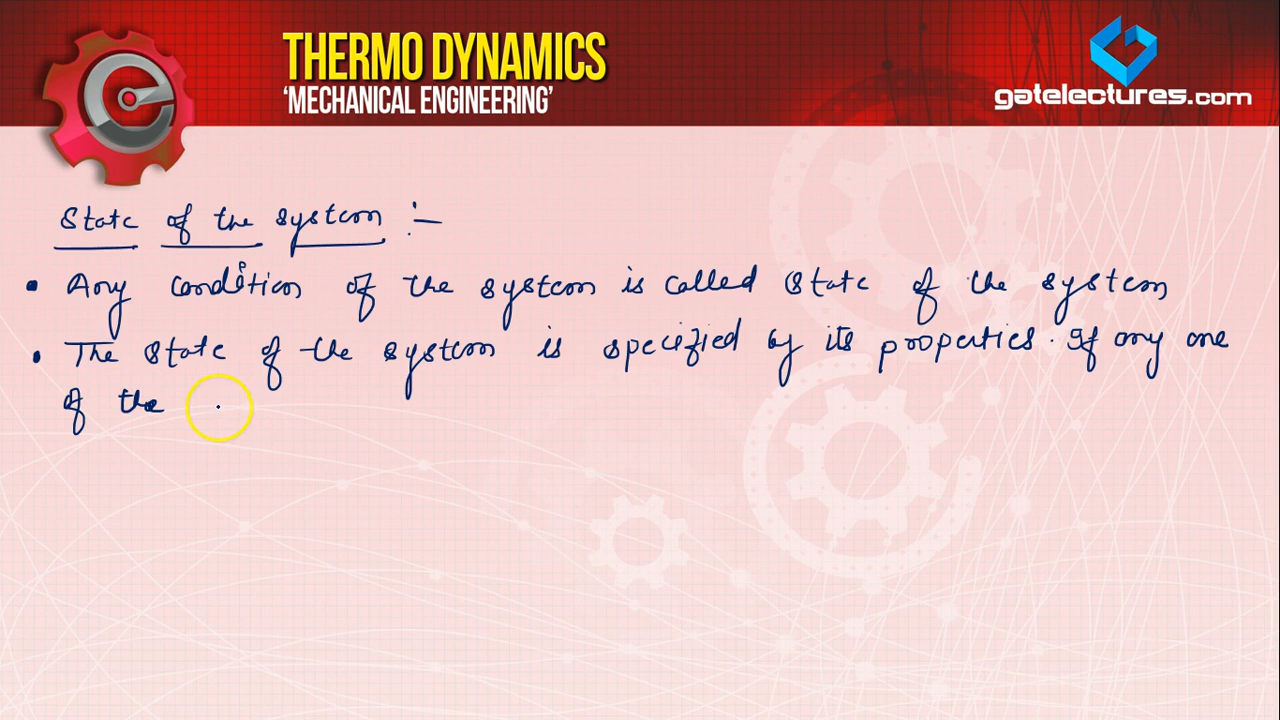 THERMO DYNAMICS
‘MECHANICAL ENGINEERING’
gatelectures.com
State of the system :-
• Any condition of the system is called State of the system
• The state of the system is specified by its properties. If any one
of the